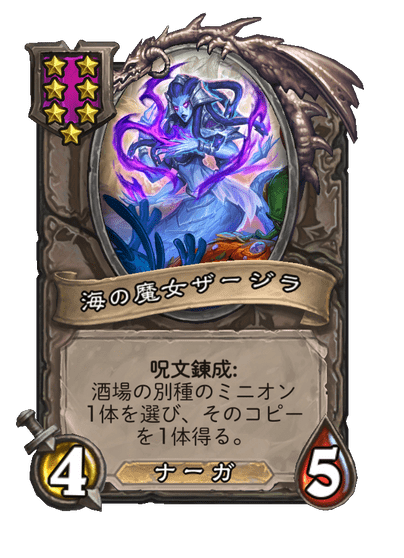 海の魔女ザージラ
呪文錬成:
酒場の別種のミニオン
1体を選び、そのコピー
を1体得る。
4
ナーガ
5